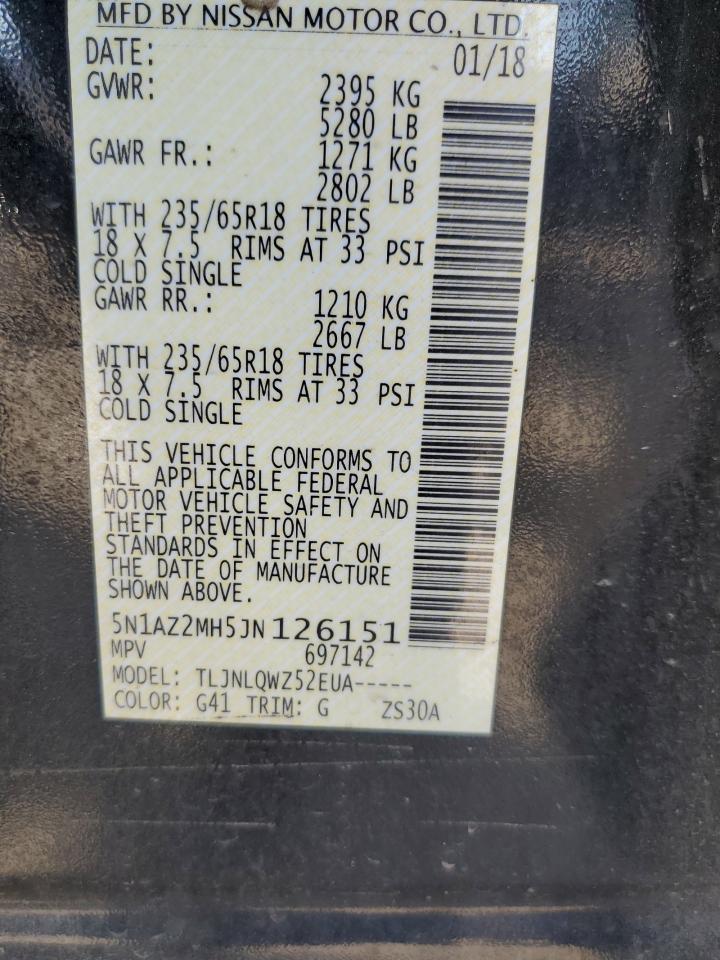 MFD BY NISSAN MOTOR CO., LTD.
DATE: 01/18
GVWR: 2395 KG
5280 LB
GAWR FR.: 1271 KG
2802 LB
WITH 235/65R18 TIRES
18 X 7.5 RIMS AT 33 PSI
COLD SINGLE
GAWR RR.: 1210 KG
2667 LB
WITH 235/65R18 TIRES
18 X 7.5 RIMS AT 33 PSI
COLD SINGLE
THIS VEHICLE CONFORMS TO
ALL APPLICABLE FEDERAL
MOTOR VEHICLE SAFETY AND
THEFT PREVENTION
STANDARDS IN EFFECT ON
THE DATE OF MANUFACTURE
SHOWN ABOVE.
5N1AZ2MH5JN126151
MPV 697142
MODEL: TLJNLQWZ52EUA-----
COLOR: G41 TRIM: G ZS30A